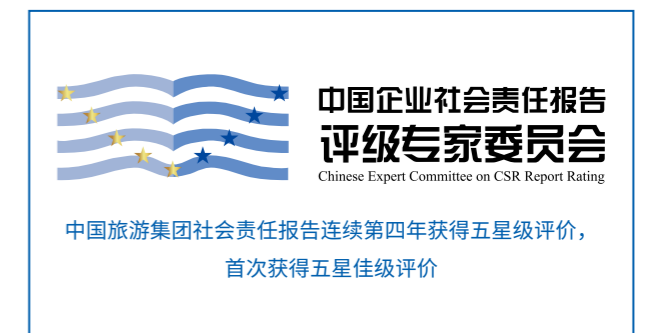 中国企业社会责任报告
评级专家委员会
Chinese Expert Committee on CSR Report Rating
中国旅游集团社会责任报告连续第四年获得五星级评价，
首次获得五星佳级评价